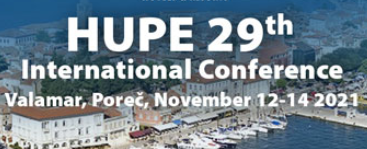 HUPE 29th
International Conference
Valamar, Poreč, November 12-14 2021